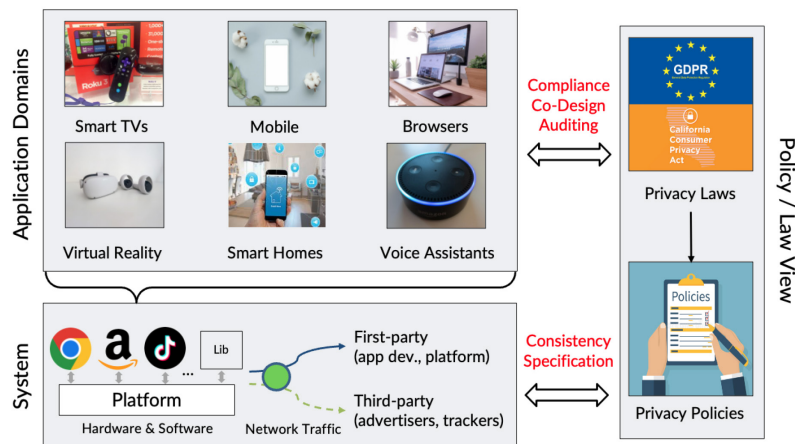 Application Domains
Smart TVs
Mobile
Browsers
Virtual Reality
Smart Homes
Voice Assistants
Compliance
Co-Design
Auditing
GDPR
California
Consumer
Privacy
Act
Privacy Laws
Policies
Privacy Policies
Policy / Law View
System
Lib
...
Platform
Hardware & Software
Network Traffic
First-party
(app dev., platform)
Third-party
(advertisers, trackers)
Consistency
Specification
Roku